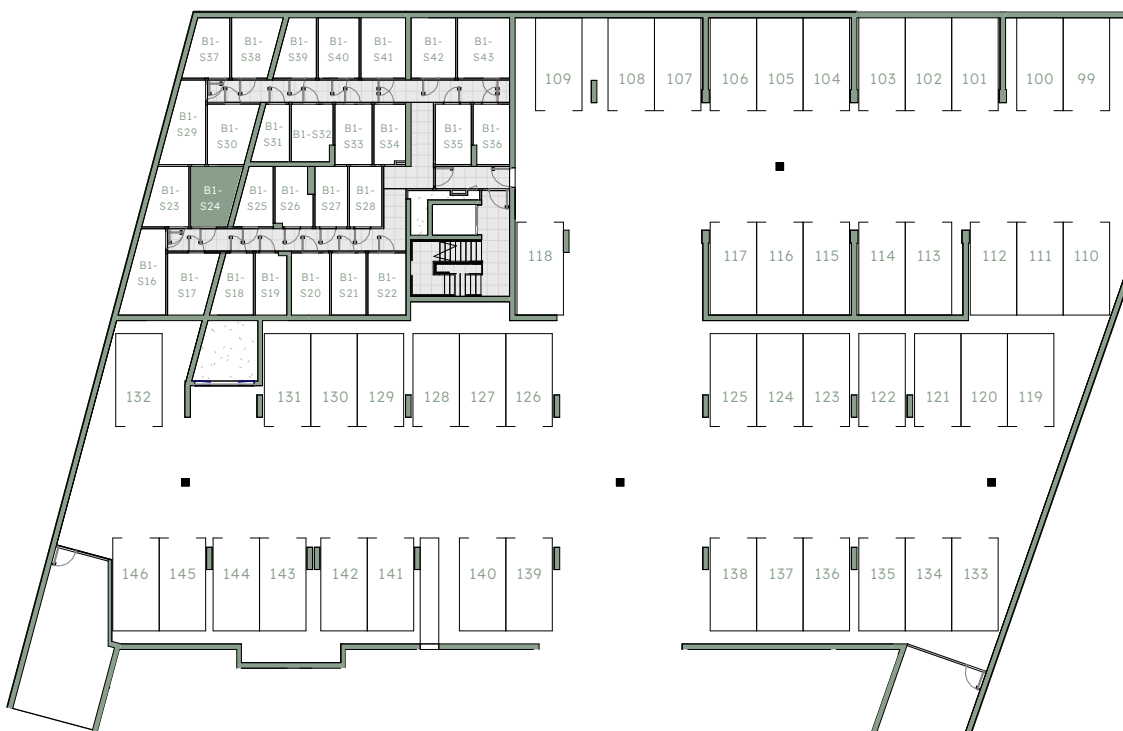 B1-
S37
B1-
S38
B1-
S39
B1-
S40
B1-
S41
B1-
S42
B1-
S43
109
108
107
106
105
104
103
102
101
100
99
B1-
S29
B1-
S30
B1-
S31
B1-S32
B1-
S33
B1-
S34
B1-
S35
B1-
S36
B1-
S23
B1-
S24
B1-
S25
B1-
S26
B1-
S27
B1-
S28
B1-
S16
B1-
S17
B1-
S18
B1-
S19
B1-
S20
B1-
S21
B1-
S22
118
117
116
115
114
113
112
111
110
132
131
130
129
128
127
126
125
124
123
122
121
120
119
146
145
144
143
142
141
140
139
138
137
136
135
134
133